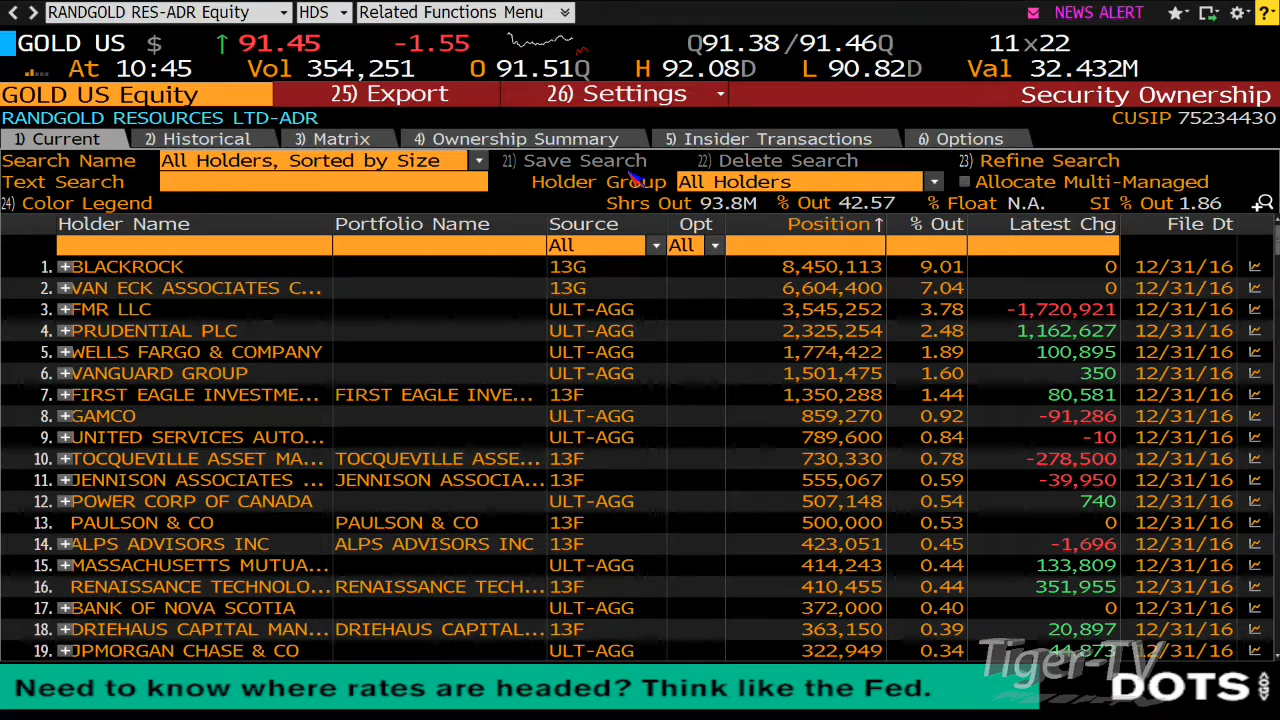 RANDGOLD RES-ADR Equity HDS Related Functions Menu NEWS ALERT ?
GOLD US $ ↑ 91.45 -1.55 Q91.38 /91.46Q 11×22
At 10:45 Vol 354,251 O 91.51Q H 92.08D L 90.82D Val 32.432M
GOLD US Equity 25) Export 26) Settings Security Ownership
RANDGOLD RESOURCES LTD-ADR CUSIP 75234430
1) Current 2) Historical 3) Matrix 4) Ownership Summary 5) Insider Transactions 6) Options
Search Name All Holders, Sorted by Size 21) Save Search 22) Delete Search 23) Refine Search
Text Search Holder Group All Holders Allocate Multi-Managed
24) Color Legend Shrs Out 93.8M % Out 42.57 % Float N.A. SI % Out 1.86
Holder Name Portfolio Name Source Opt Position↑ % Out Latest Chg File Dt
All All
1. BLACKROCK 13G 8,450,113 9.01 0 12/31/16
2. VAN ECK ASSOCIATES C... 13G 6,604,400 7.04 0 12/31/16
3. FMR LLC ULT-AGG 3,545,252 3.78 -1,720,921 12/31/16
4. PRUDENTIAL PLC ULT-AGG 2,325,254 2.48 1,162,627 12/31/16
5. WELLS FARGO & COMPANY ULT-AGG 1,774,422 1.89 100,895 12/31/16
6. VANGUARD GROUP ULT-AGG 1,501,475 1.60 350 12/31/16
7. FIRST EAGLE INVESTME... FIRST EAGLE INVE... 13F 1,350,288 1.44 80,581 12/31/16
8. GAMCO ULT-AGG 859,270 0.92 -91,286 12/31/16
9. UNITED SERVICES AUTO... ULT-AGG 789,600 0.84 -10 12/31/16
10. TOCQUEVILLE ASSET MA... TOCQUEVILLE ASSE... 13F 730,330 0.78 -278,500 12/31/16
11. JENNISON ASSOCIATES ... JENNISON ASSOCIA... 13F 555,067 0.59 -39,950 12/31/16
12. POWER CORP OF CANADA ULT-AGG 507,148 0.54 740 12/31/16
13. PAULSON & CO PAULSON & CO 13F 500,000 0.53 0 12/31/16
14. ALPS ADVISORS INC ALPS ADVISORS INC 13F 423,051 0.45 -1,696 12/31/16
15. MASSACHUSETTS MUTUA... ULT-AGG 414,243 0.44 133,809 12/31/16
16. RENAISSANCE TECHNOLO... RENAISSANCE TECH... 13F 410,455 0.44 351,955 12/31/16
17. BANK OF NOVA SCOTIA ULT-AGG 372,000 0.40 0 12/31/16
18. DRIEHAUS CAPITAL MAN... DRIEHAUS CAPITAL... 13F 363,150 0.39 20,897 12/31/16
19. JPMORGAN CHASE & CO ULT-AGG 322,949 0.34 44,873 12/31/16
Tiger-TV
Need to know where rates are headed? Think like the Fed. DOTS